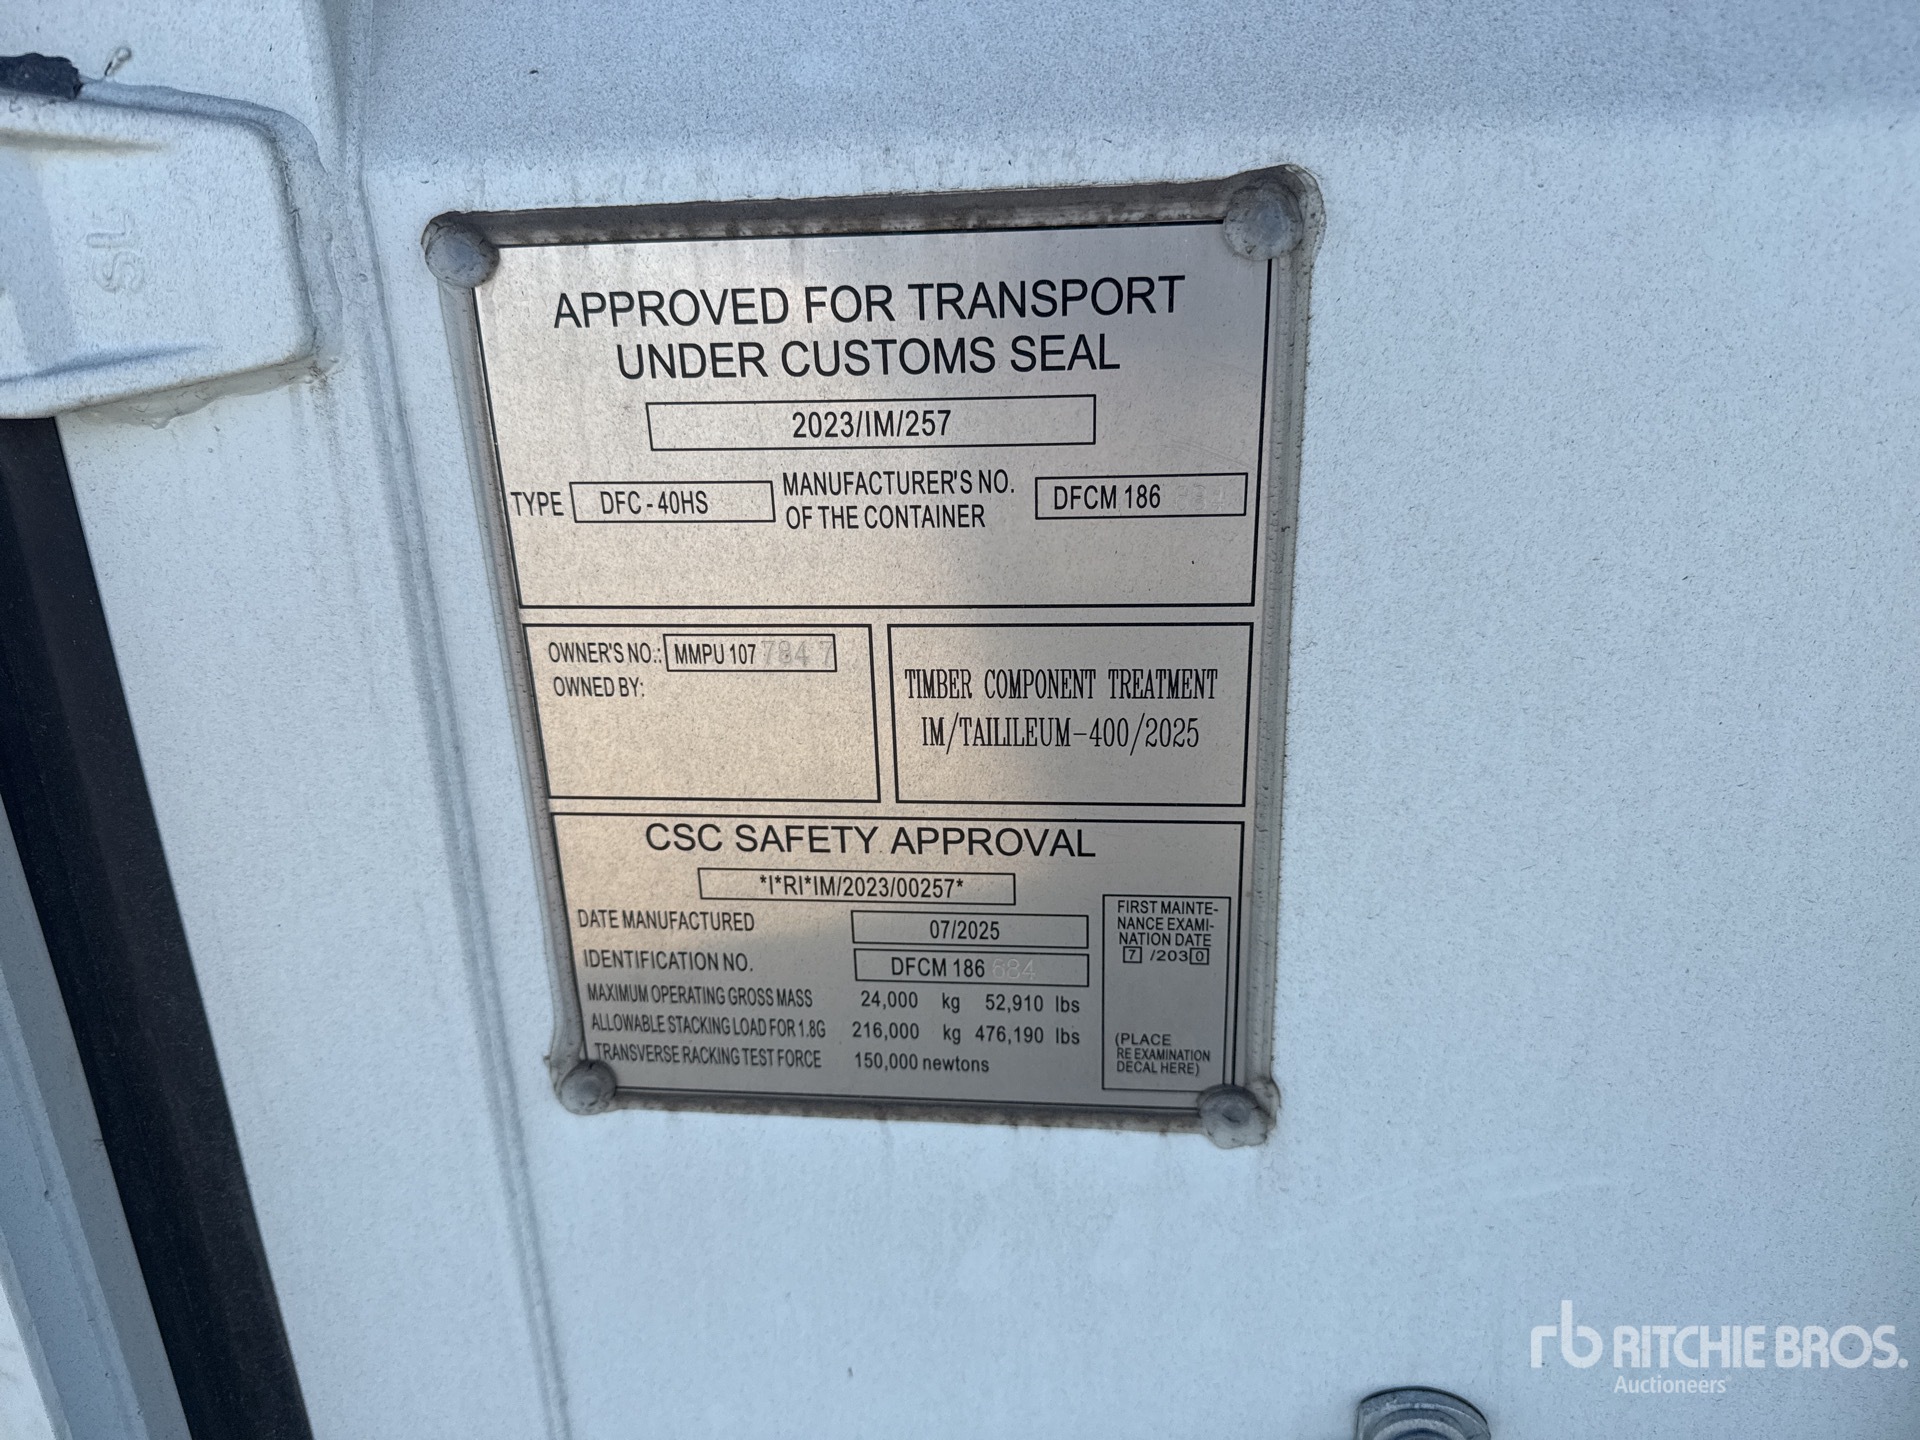 APPROVED FOR TRANSPORT
UNDER CUSTOMS SEAL
2023/IM/257
TYPE DFC-40HS MANUFACTURER'S NO. OF THE CONTAINER DFCM 186
OWNER'S NO.: MMPU 107 784 7
OWNED BY:
TIMBER COMPONENT TREATMENT
IM/TAILILEUM-400/2025
CSC SAFETY APPROVAL
*I*RI*IM/2023/00257*
DATE MANUFACTURED 07/2025
IDENTIFICATION NO. DFCM 186 684
MAXIMUM OPERATING GROSS MASS 24,000 kg 52,910 lbs
ALLOWABLE STACKING LOAD FOR 1.8G 216,000 kg 476,190 lbs
TRANSVERSE RACKING TEST FORCE 150,000 newtons
FIRST MAINTE-
NANCE EXAMI-
NATION DATE
7 /2030
(PLACE
RE EXAMINATION
DECAL HERE)
rb RITCHIE BROS.
Auctioneers